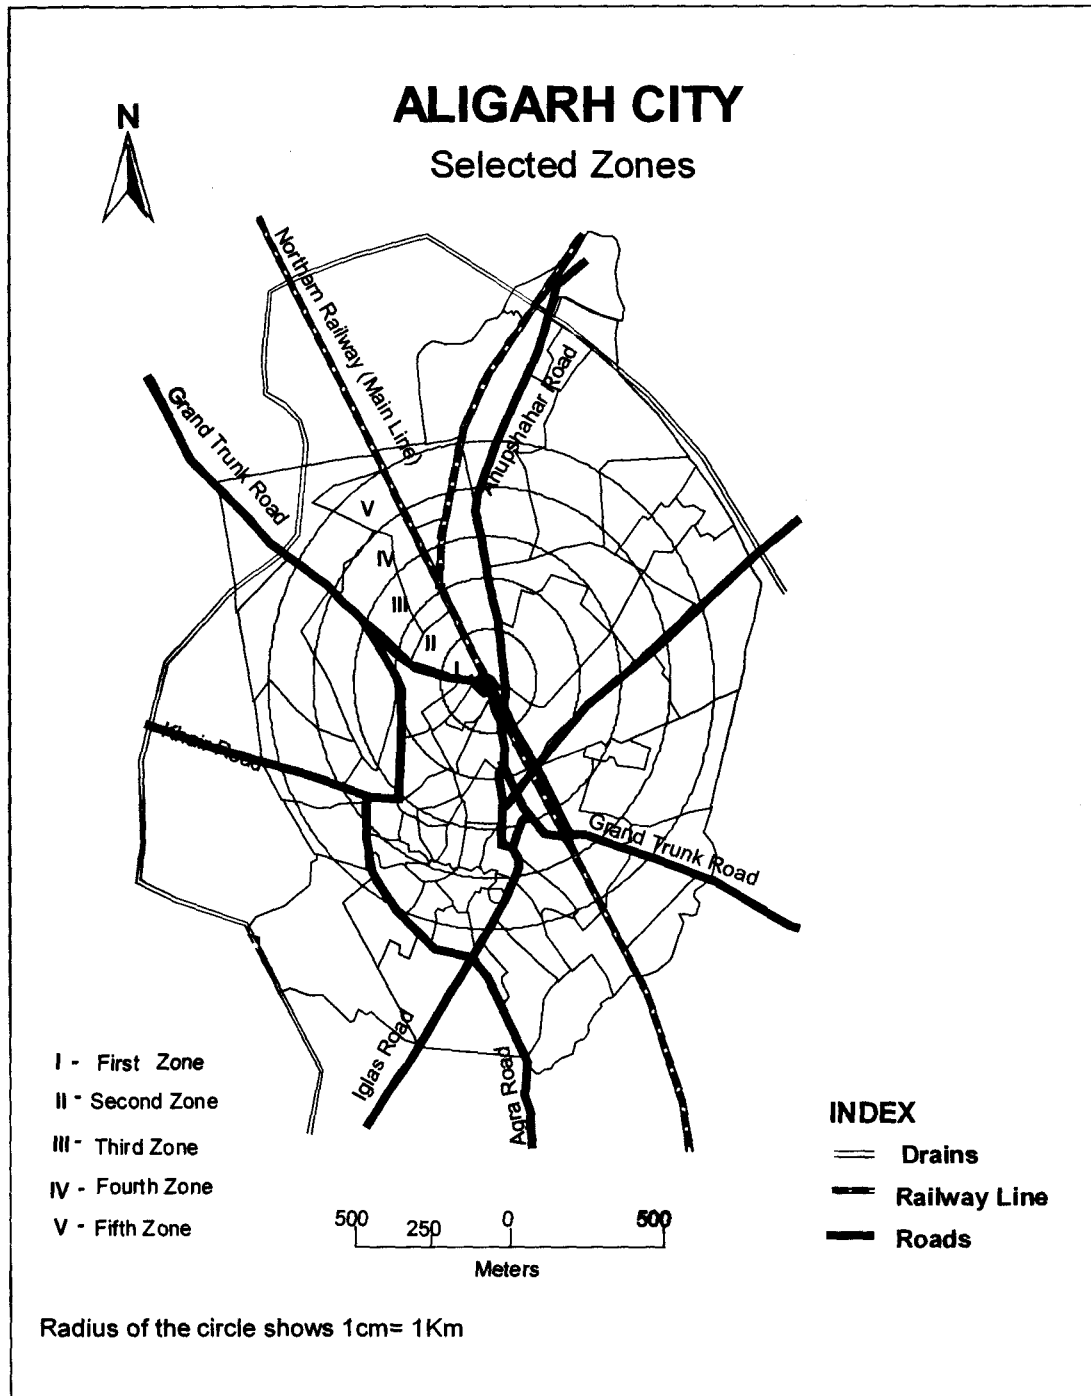 ALIGARH CITY
Selected Zones
N
Northern Railway (Main Line)
Grand Trunk Road
Anupshahar Road
V
IV
III
II
I
Khair Road
Grand Trunk Road
Iglas Road
Agra Road
I - First Zone
II - Second Zone
III - Third Zone
IV - Fourth Zone
V - Fifth Zone
500 250 0 500
Meters
INDEX
Drains
Railway Line
Roads
Radius of the circle shows 1cm= 1Km